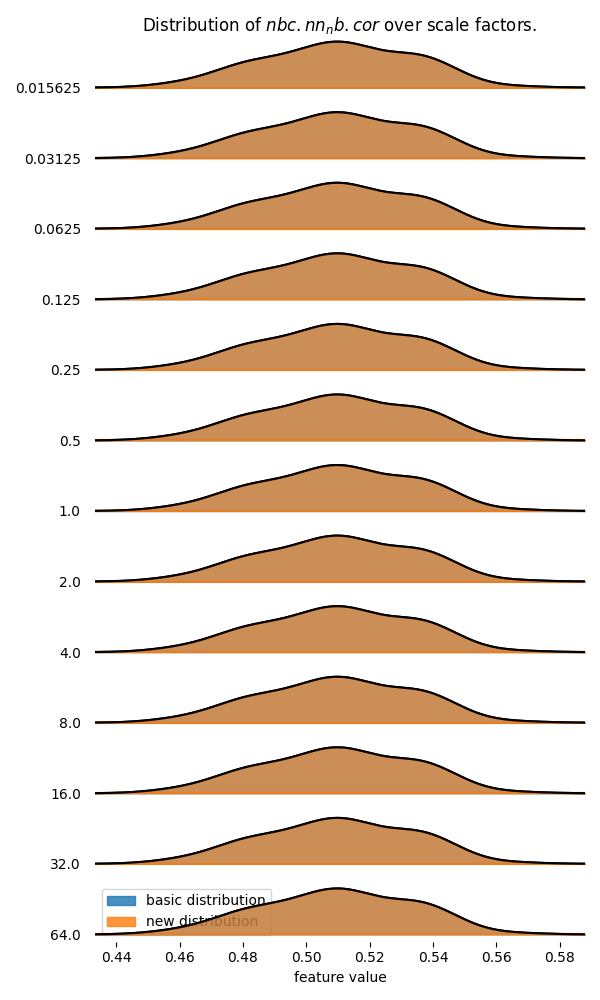 Distribution of nbc.nnₙb.cor over scale factors.
0.015625
0.03125
0.0625
0.125
0.25
0.5
1.0
2.0
4.0
8.0
16.0
32.0
basic distribution
new distribution
64.0
0.44 0.46 0.48 0.50 0.52 0.54 0.56 0.58
feature value